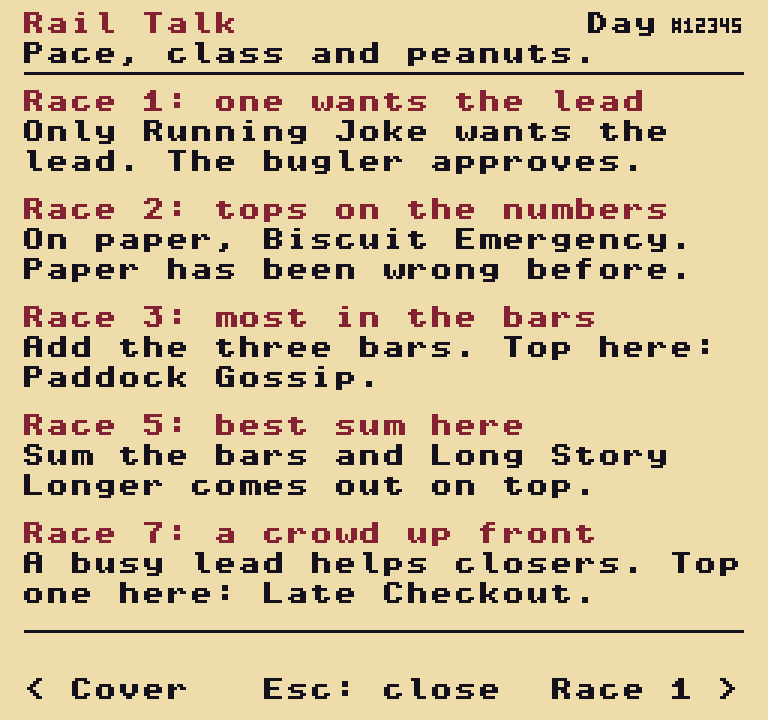 Rail Talk Day #12345
Pace, class and peanuts.
Race 1: one wants the lead
Only Running Joke wants the
lead. The bugler approves.
Race 2: tops on the numbers
On paper, Biscuit Emergency.
Paper has been wrong before.
Race 3: most in the bars
Add the three bars. Top here:
Paddock Gossip.
Race 5: best sum here
Sum the bars and Long Story
Longer comes out on top.
Race 7: a crowd up front
A busy lead helps closers. Top
one here: Late Checkout.
< Cover Esc: close Race 1 >